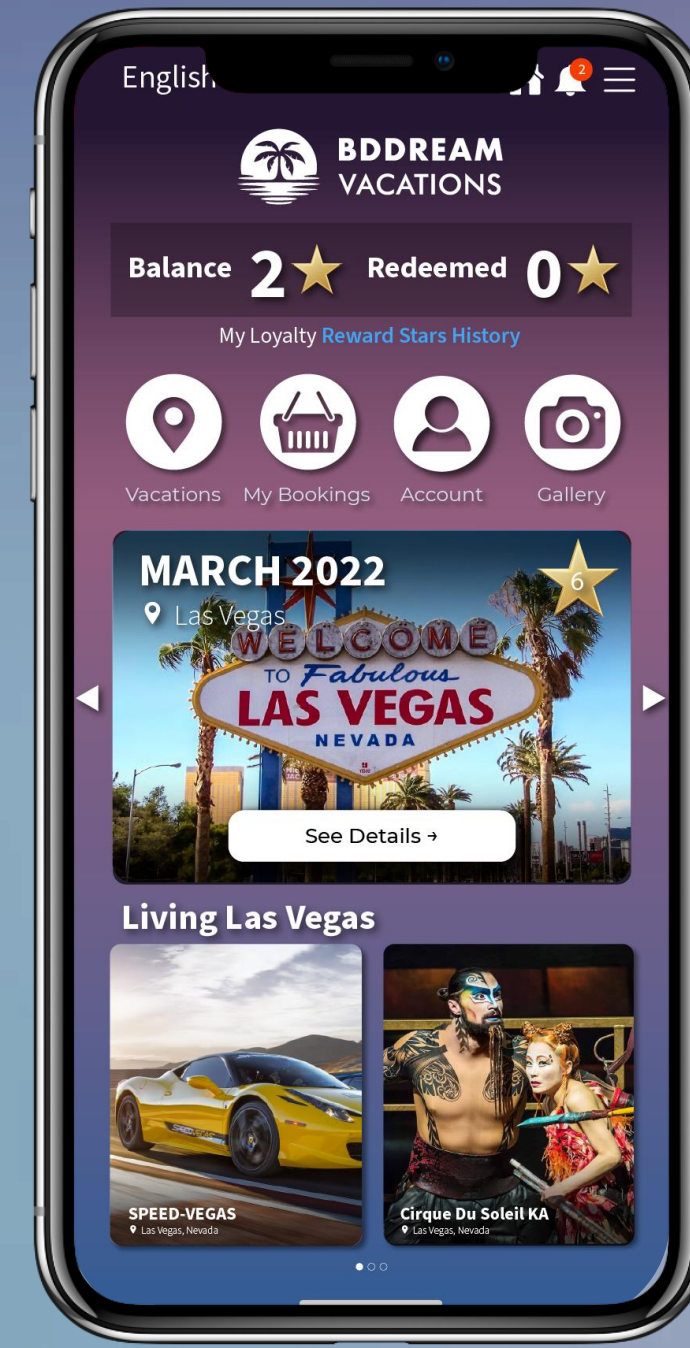 English
2
BDDREAM
VACATIONS
Balance 2 Redeemed 0
My Loyalty Reward Stars History
Vacations My Bookings Account Gallery
MARCH 2022
6
Las Vegas
WELCOME
TO Fabulous
LAS VEGAS
NEVADA
See Details →
Living Las Vegas
SPEED-VEGAS
Las Vegas, Nevada
Cirque Du Soleil KA
Las Vegas, Nevada